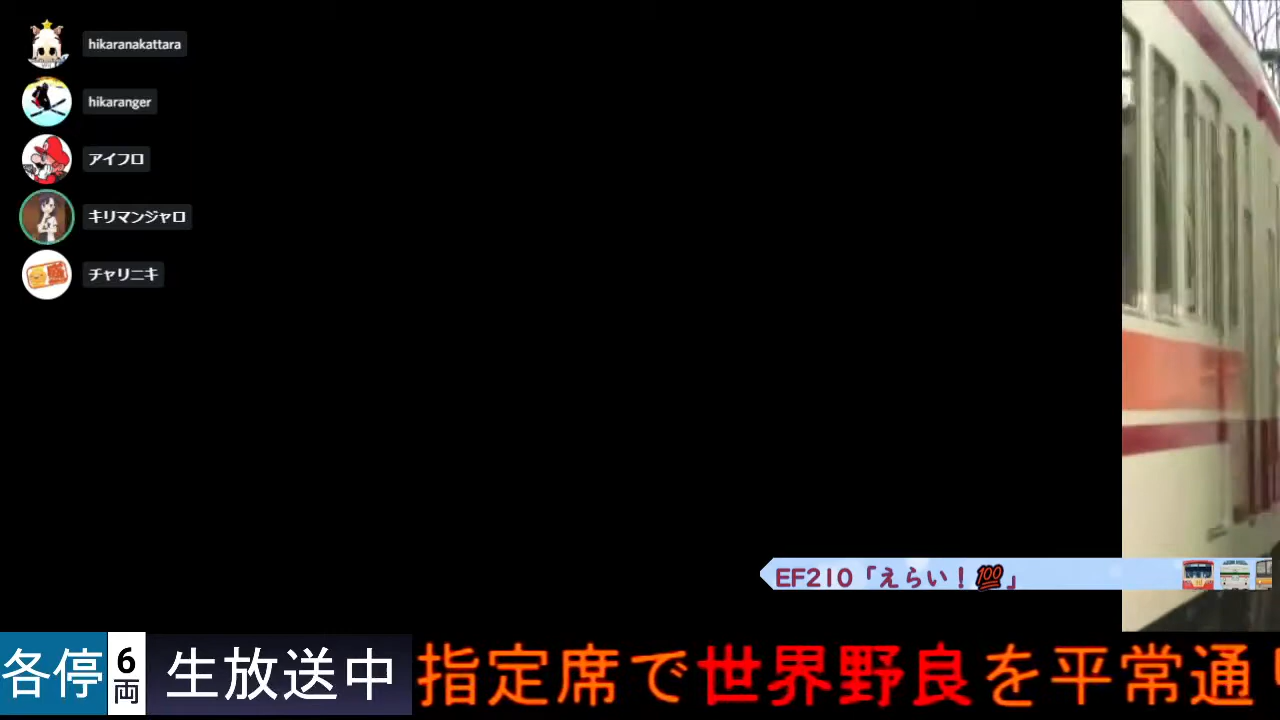 hikaranakattara
hikaranger
アイフロ
キリマンジャロ
チャリニキ
EF210「えらい！💯」
各停 6両 生放送中 指定席で世界野良を平常通り